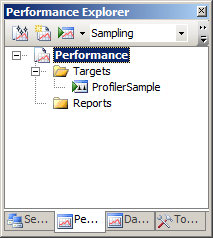 Performance Explorer
Sampling
Performance
Targets
ProfilerSample
Reports
Se... Pe... Da... To...